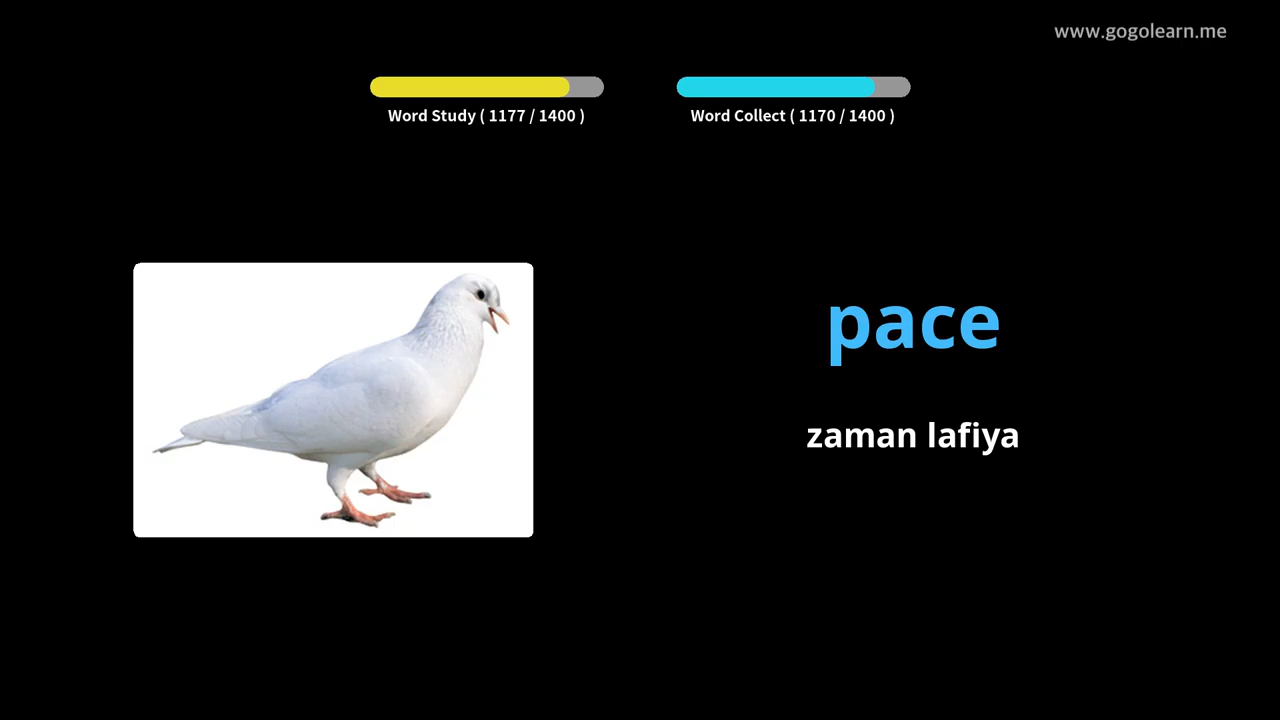 www.gogolearn.me
Word Study ( 1177 / 1400 )
Word Collect ( 1170 / 1400 )
pace
zaman lafiya